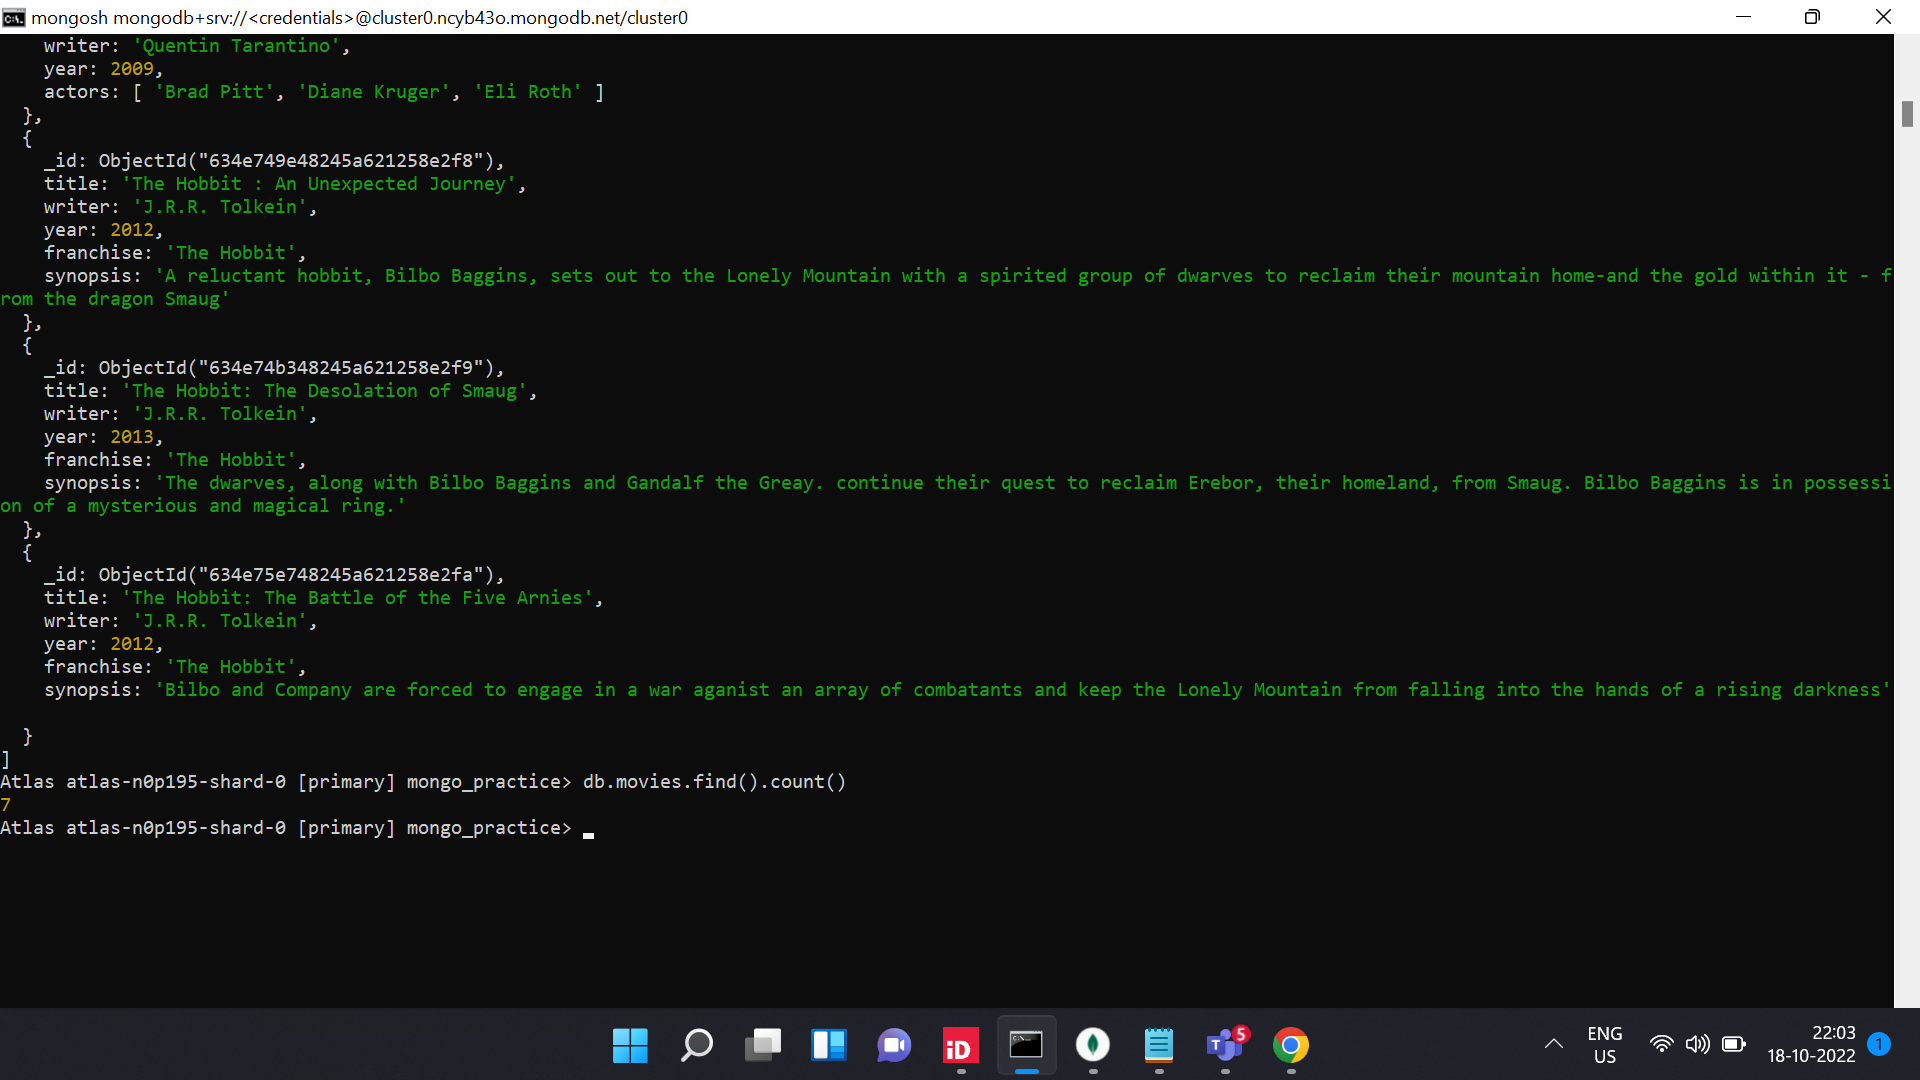 mongosh mongodb+srv://<credentials>@cluster0.ncyb43o.mongodb.net/cluster0
writer: 'Quentin Tarantino',
year: 2009,
actors: [ 'Brad Pitt', 'Diane Kruger', 'Eli Roth' ]
},
{
_id: ObjectId("634e749e48245a621258e2f8"),
title: 'The Hobbit : An Unexpected Journey',
writer: 'J.R.R. Tolkein',
year: 2012,
franchise: 'The Hobbit',
synopsis: 'A reluctant hobbit, Bilbo Baggins, sets out to the Lonely Mountain with a spirited group of dwarves to reclaim their mountain home-and the gold within it - f
rom the dragon Smaug'
},
{
_id: ObjectId("634e74b348245a621258e2f9"),
title: 'The Hobbit: The Desolation of Smaug',
writer: 'J.R.R. Tolkein',
year: 2013,
franchise: 'The Hobbit',
synopsis: 'The dwarves, along with Bilbo Baggins and Gandalf the Greay. continue their quest to reclaim Erebor, their homeland, from Smaug. Bilbo Baggins is in possessi
on of a mysterious and magical ring.'
},
{
_id: ObjectId("634e75e748245a621258e2fa"),
title: 'The Hobbit: The Battle of the Five Arnies',
writer: 'J.R.R. Tolkein',
year: 2012,
franchise: 'The Hobbit',
synopsis: 'Bilbo and Company are forced to engage in a war aganist an array of combatants and keep the Lonely Mountain from falling into the hands of a rising darkness'
}
]
Atlas atlas-n0p195-shard-0 [primary] mongo_practice> db.movies.find().count()
7
Atlas atlas-n0p195-shard-0 [primary] mongo_practice>
iD
C:\.
T
5
ENG
US
22:03
18-10-2022
1